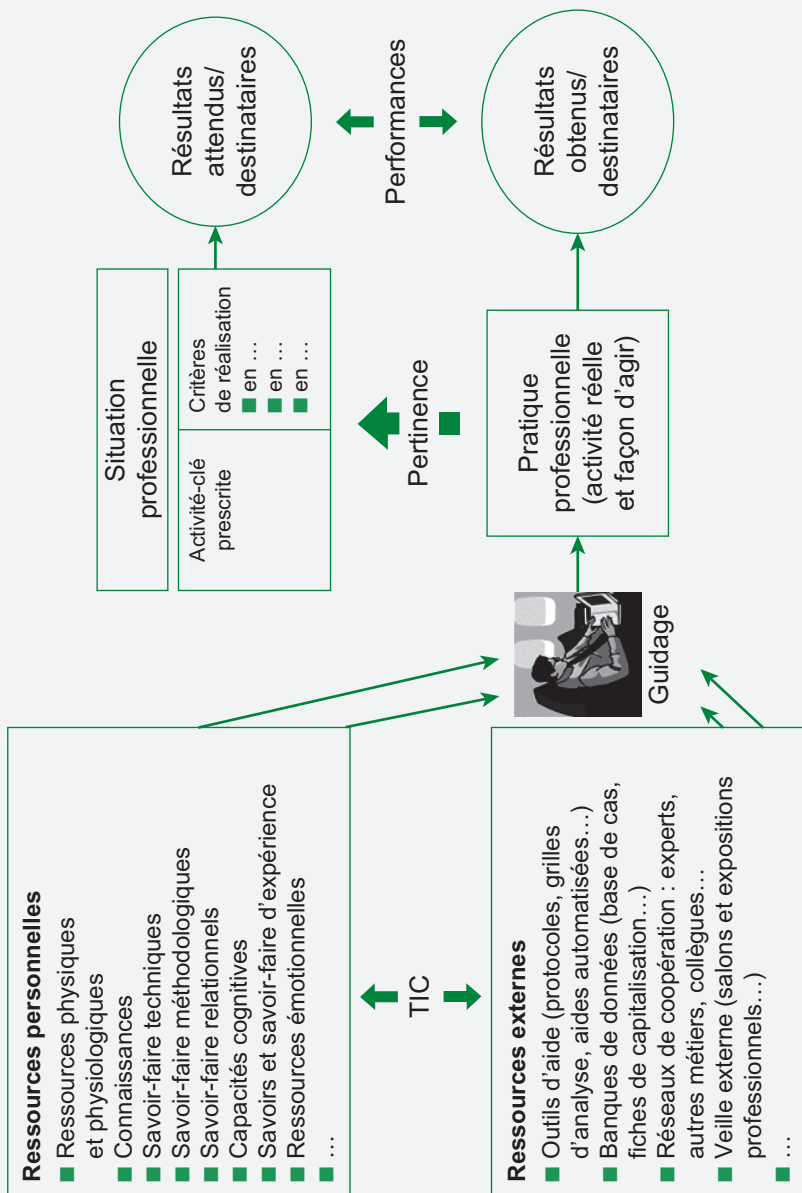 Ressources personnelles
Ressources physiques
et physiologiques
Connaissances
Savoir-faire techniques
Savoir-faire méthodologiques
Savoir-faire relationnels
Capacités cognitives
Savoirs et savoir-faire d'expérience
Ressources émotionnelles
…
TIC
Ressources externes
Outils d'aide (protocoles, grilles
d'analyse, aides automatisées…)
Banques de données (base de cas,
fiches de capitalisation…)
Réseaux de coopération : experts,
autres métiers, collègues…
Veille externe (salons et expositions
professionnels…)
…
Guidage
Situation
professionnelle
Activité-clé
prescrite
Critères
de réalisation
en …
en …
en …
Pertinence
Pratique
professionnelle
(activité réelle
et façon d'agir)
Résultats
attendus/
destinataires
Performances
Résultats
obtenus/
destinataires